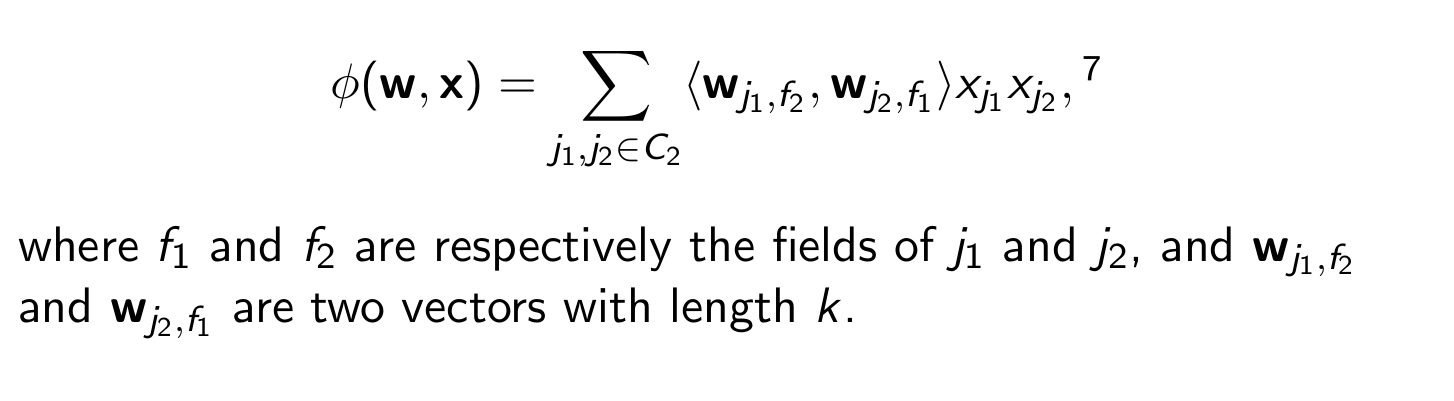 ϕ(w, x) = ∑_{j₁,j₂∈C₂} ⟨w_{j₁,f₂}, w_{j₂,f₁}⟩x_{j₁}x_{j₂},⁷
where f₁ and f₂ are respectively the fields of j₁ and j₂, and w_{j₁,f₂}
and w_{j₂,f₁} are two vectors with length k.